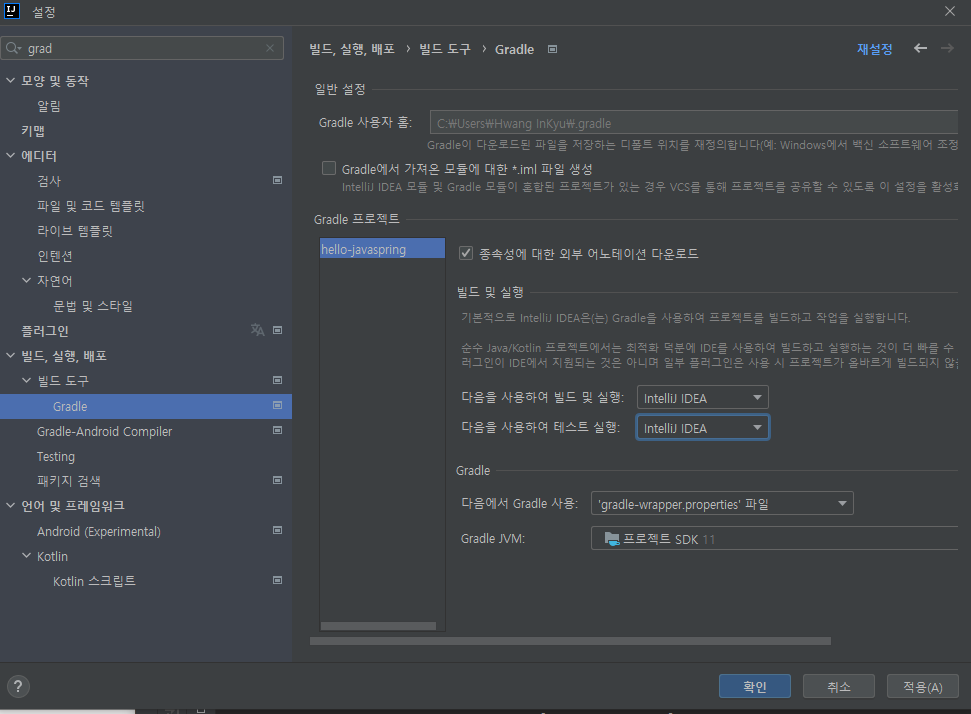 IJ 설정
grad
빌드, 실행, 배포 › 빌드 도구 › Gradle
재설정
모양 및 동작
알림
키맵
에디터
검사
파일 및 코드 템플릿
라이브 템플릿
인텐션
자연어
문법 및 스타일
플러그인
빌드, 실행, 배포
빌드 도구
Gradle
Gradle-Android Compiler
Testing
패키지 검색
언어 및 프레임워크
Android (Experimental)
Kotlin
Kotlin 스크립트
일반 설정
Gradle 사용자 홈: C:₩Users₩Hwang InKyu₩.gradle
Gradle이 다운로드된 파일을 저장하는 디폴트 위치를 재정의합니다(예: Windows에서 백신 소프트웨어 조정
Gradle에서 가져온 모듈에 대한 *.iml 파일 생성
IntelliJ IDEA 모듈 및 Gradle 모듈이 혼합된 프로젝트가 있는 경우 VCS를 통해 프로젝트를 공유할 수 있도록 이 설정을 활성화
Gradle 프로젝트
hello-javaspring
종속성에 대한 외부 어노테이션 다운로드
빌드 및 실행
기본적으로 IntelliJ IDEA은(는) Gradle을 사용하여 프로젝트를 빌드하고 작업을 실행합니다.
순수 Java/Kotlin 프로젝트에서는 최적화 덕분에 IDE를 사용하여 빌드하고 실행하는 것이 더 빠를 수
러그인이 IDE에서 지원되는 것은 아니며 일부 플러그인은 사용 시 프로젝트가 올바르게 빌드되지 않
다음을 사용하여 빌드 및 실행: IntelliJ IDEA
다음을 사용하여 테스트 실행: IntelliJ IDEA
Gradle
다음에서 Gradle 사용: 'gradle-wrapper.properties' 파일
Gradle JVM: 프로젝트 SDK 11
?
확인
취소
적용(A)